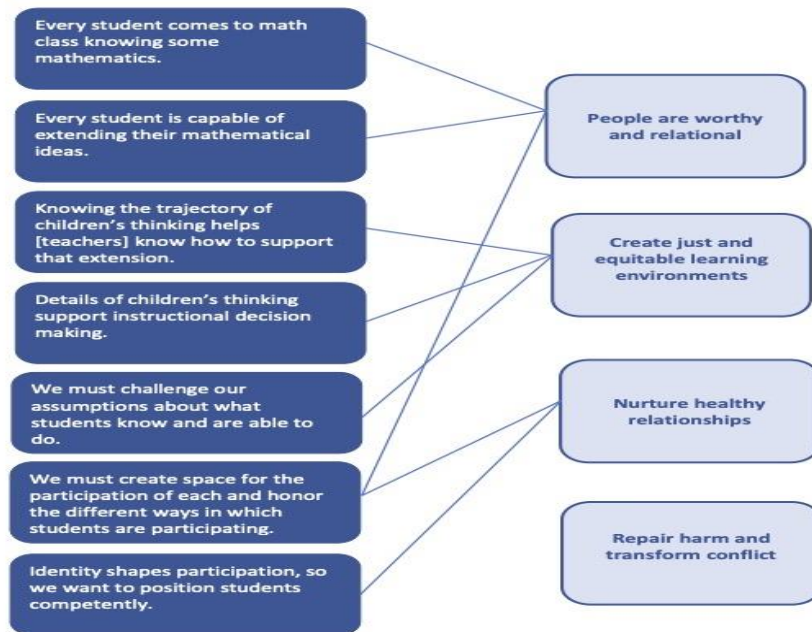 Every student comes to math
class knowing some
mathematics.
Every student is capable of
extending their mathematical
ideas.
Knowing the trajectory of
children's thinking helps
[teachers] know how to support
that extension.
Details of children's thinking
support instructional decision
making.
We must challenge our
assumptions about what
students know and are able to
do.
We must create space for the
participation of each and honor
the different ways in which
students are participating.
Identity shapes participation, so
we want to position students
competently.
People are worthy
and relational
Create just and
equitable learning
environments
Nurture healthy
relationships
Repair harm and
transform conflict